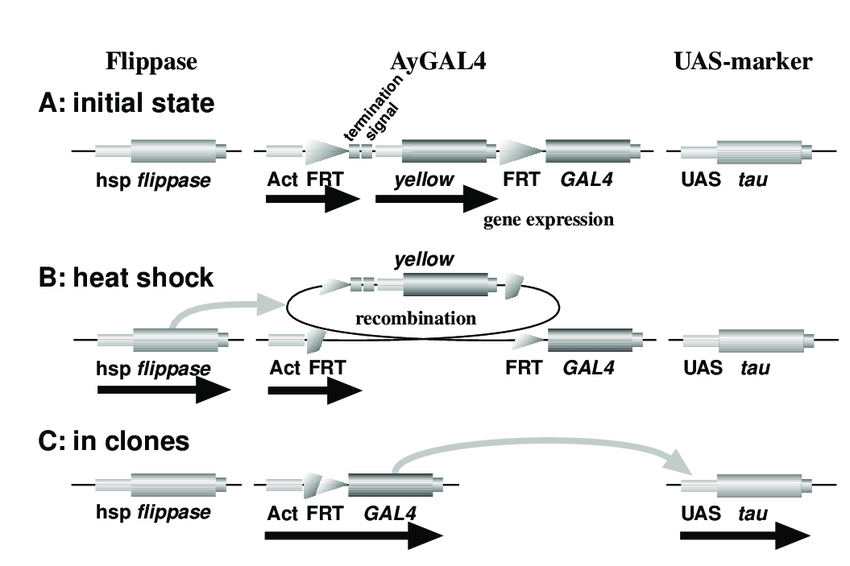 Flippase AyGAL4 UAS-marker
A: initial state
termination
signal
hsp flippase Act FRT yellow FRT GAL4 UAS tau
gene expression
yellow
B: heat shock
recombination
hsp flippase Act FRT FRT GAL4 UAS tau
C: in clones
hsp flippase Act FRT GAL4 UAS tau